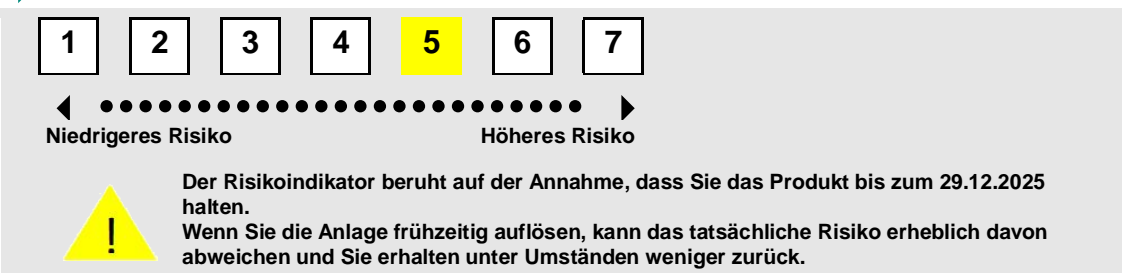 1 2 3 4 5 6 7
Niedrigeres Risiko Höheres Risiko
Der Risikoindikator beruht auf der Annahme, dass Sie das Produkt bis zum 29.12.2025
halten.
Wenn Sie die Anlage frühzeitig auflösen, kann das tatsächliche Risiko erheblich davon
abweichen und Sie erhalten unter Umständen weniger zurück.
!